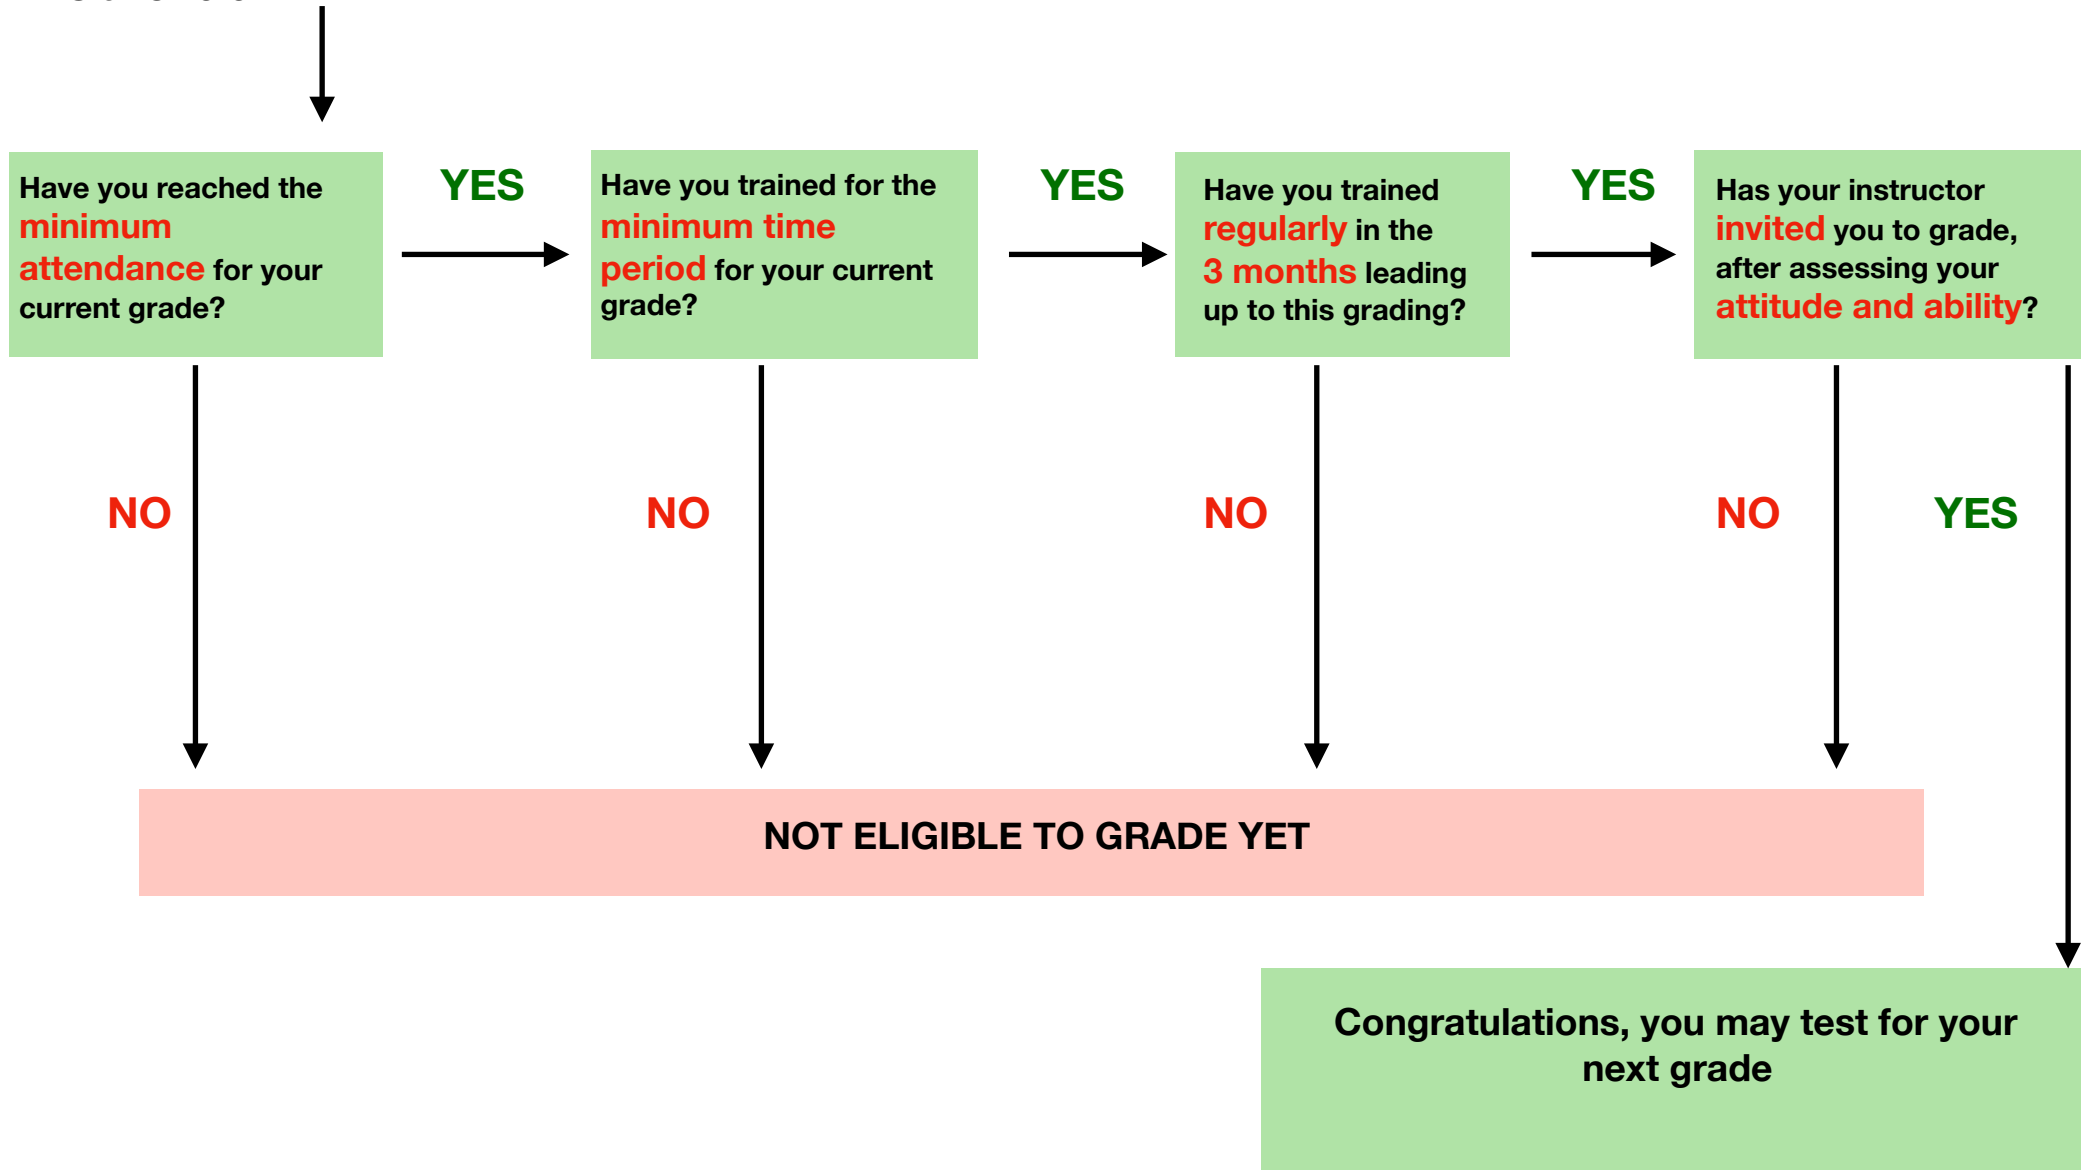 Have you reached the
minimum
attendance for your
current grade?
YES
Have you trained for the
minimum time
period for your current
grade?
YES
Have you trained
regularly in the
3 months leading
up to this grading?
YES
Has your instructor
invited you to grade,
after assessing your
attitude and ability?
NO
NO
NO
NO
YES
NOT ELIGIBLE TO GRADE YET
Congratulations, you may test for your
next grade